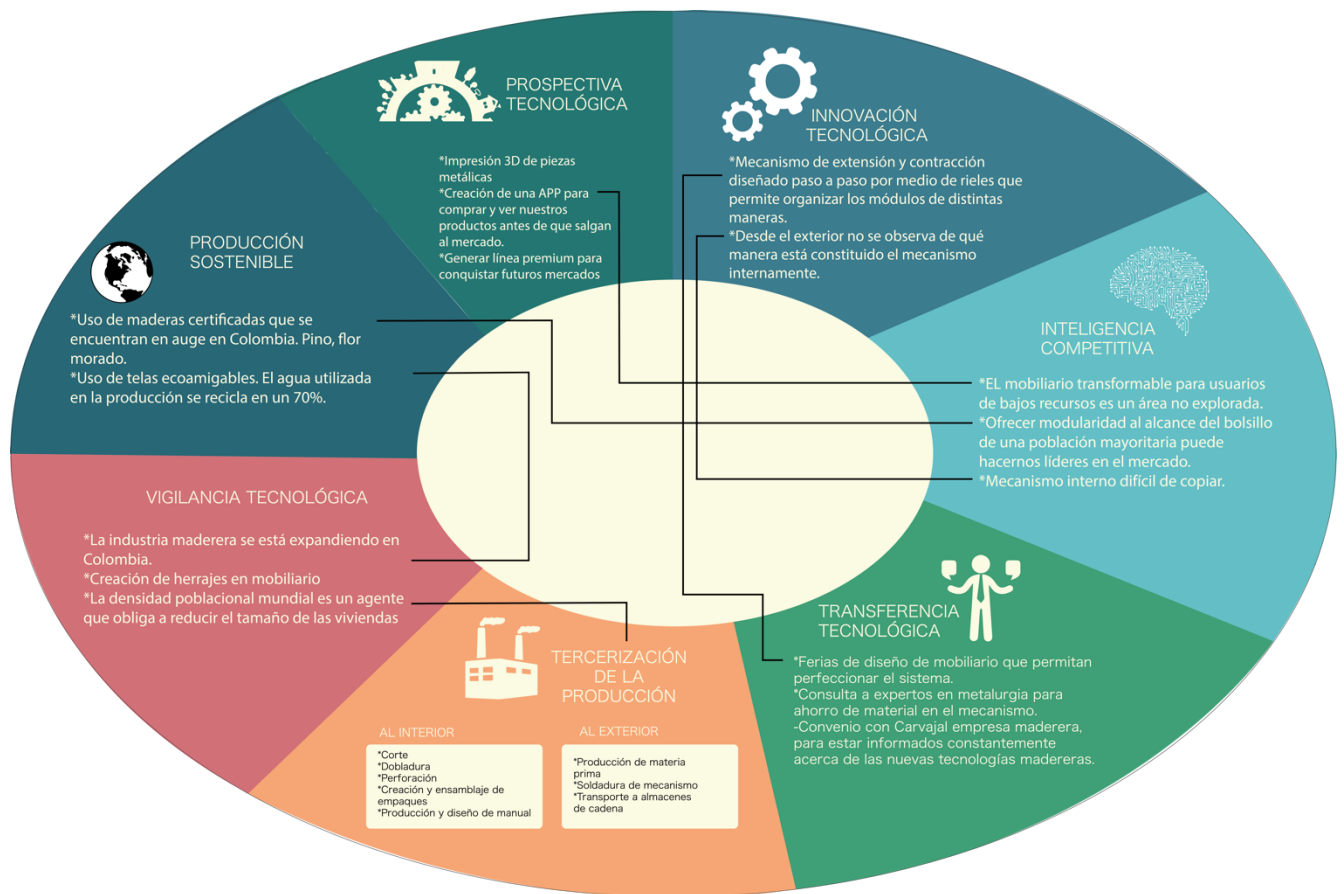 PROSPECTIVA
TECNOLÓGICA
*Impresión 3D de piezas
metálicas
*Creación de una APP para
comprar y ver nuestros
productos antes de que salgan
al mercado.
*Generar línea premium para
conquistar futuros mercados
INNOVACIÓN
TECNOLÓGICA
*Mecanismo de extensión y contracción
diseñado paso a paso por medio de rieles que
permite organizar los módulos de distintas
maneras.
*Desde el exterior no se observa de qué
manera está constituido el mecanismo
internamente.
PRODUCCIÓN
SOSTENIBLE
*Uso de maderas certificadas que se
encuentran en auge en Colombia. Pino, flor
morado.
*Uso de telas ecoamigables. El agua utilizada
en la producción se recicla en un 70%.
INTELIGENCIA
COMPETITIVA
*EL mobiliario transformable para usuarios
de bajos recursos es un área no explorada.
*Ofrecer modularidad al alcance del bolsillo
de una población mayoritaria puede
hacernos líderes en el mercado.
*Mecanismo interno difícil de copiar.
VIGILANCIA TECNOLÓGICA
*La industria maderera se está expandiendo en
Colombia.
*Creación de herrajes en mobiliario
*La densidad poblacional mundial es un agente
que obliga a reducir el tamaño de las viviendas
TERCERIZACIÓN
DE LA
PRODUCCIÓN
AL INTERIOR
*Corte
*Dobladura
*Perforación
*Creación y ensamblaje de
empaques
*Producción y diseño de manual
AL EXTERIOR
*Producción de materia
prima
*Soldadura de mecanismo
*Transporte a almacenes
de cadena
TRANSFERENCIA
TECNOLÓGICA
*Ferias de diseño de mobiliario que permitan
perfeccionar el sistema.
*Consulta a expertos en metalurgia para
ahorro de material en el mecanismo.
-Convenio con Carvajal empresa maderera,
para estar informados constantemente
acerca de las nuevas tecnologías madereras.